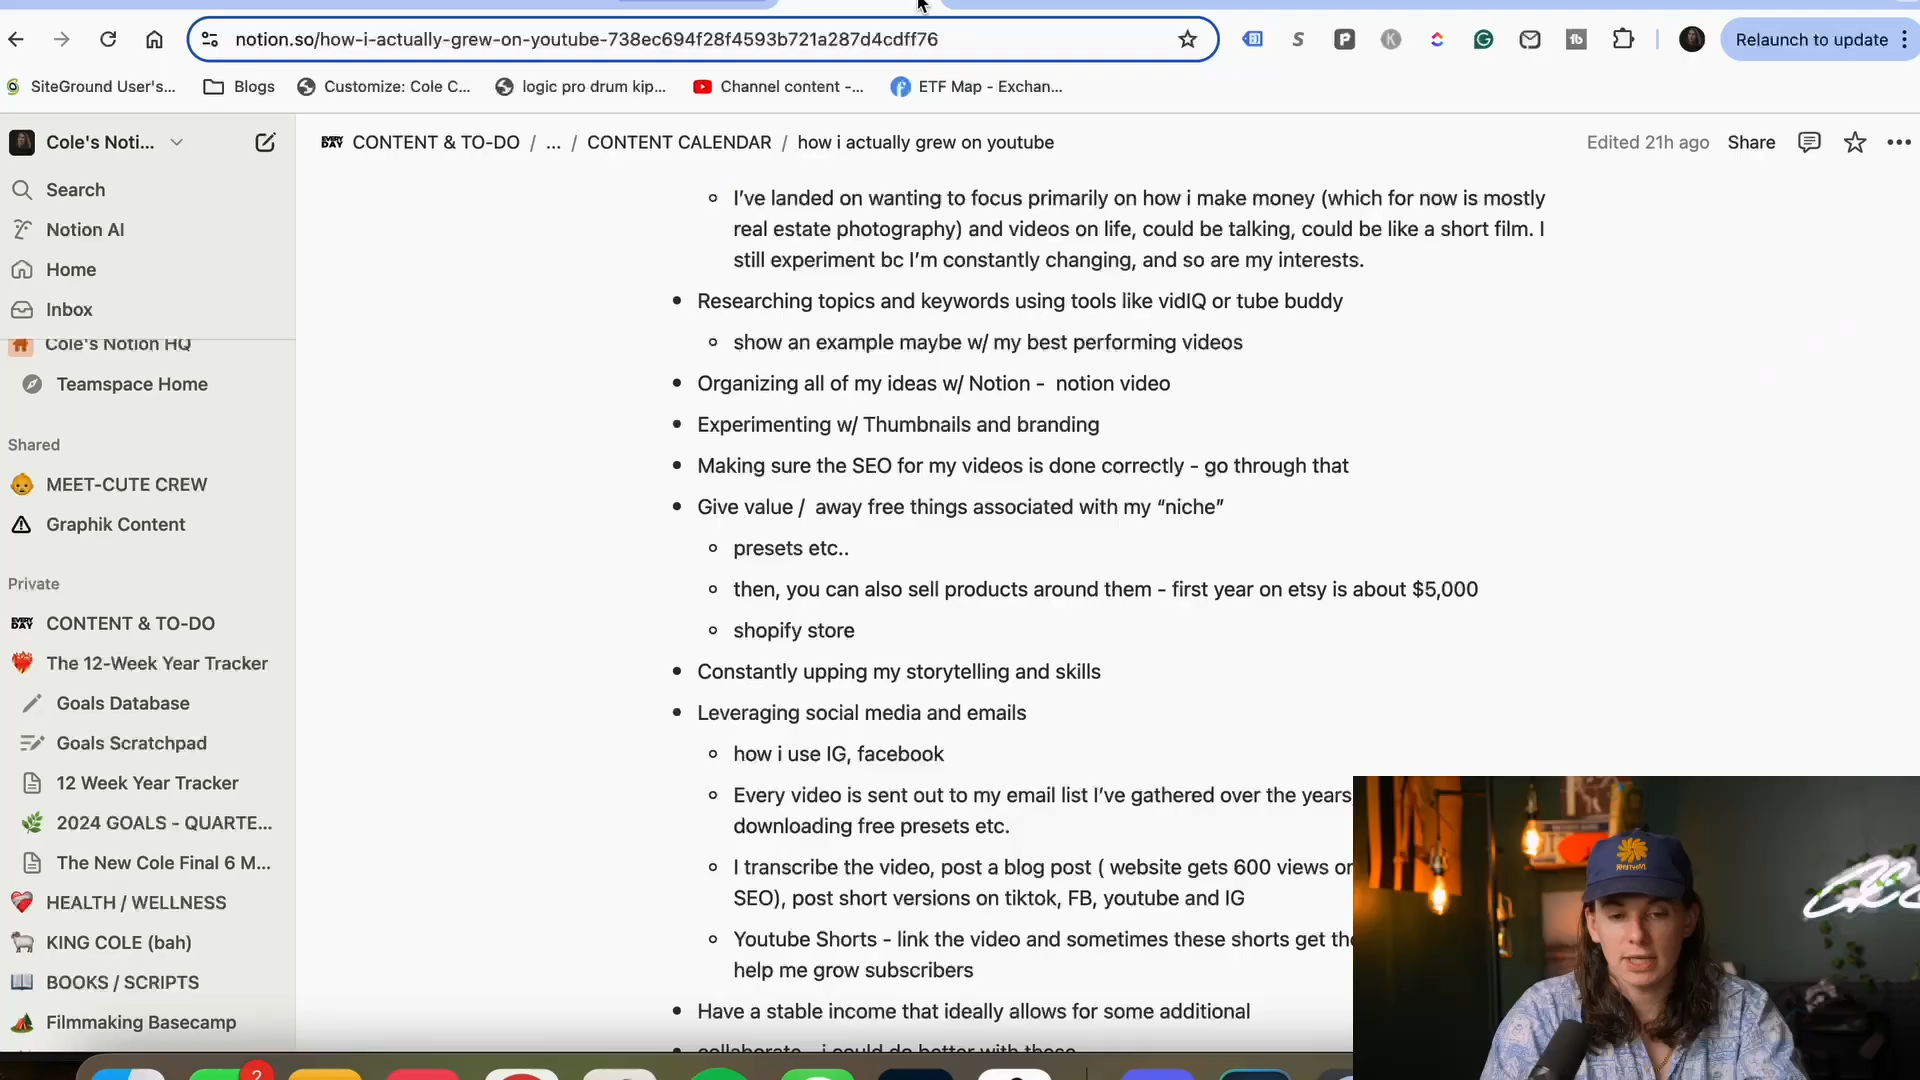 notion.so/how-i-actually-grew-on-youtube-738ec694f28f4593b721a287d4cdff76
Relaunch to update
SiteGround User's...
Blogs
Customize: Cole C...
logic pro drum kip...
Channel content -...
ETF Map - Exchan...
Cole's Noti...
EVERY DAY CONTENT & TO-DO / ... / CONTENT CALENDAR / how i actually grew on youtube
Edited 21h ago
Share
Search
Notion AI
Home
Inbox
Cole's Notion HQ
Teamspace Home
Shared
MEET-CUTE CREW
Graphik Content
Private
EVERY DAY CONTENT & TO-DO
The 12-Week Year Tracker
Goals Database
Goals Scratchpad
12 Week Year Tracker
2024 GOALS - QUARTE...
The New Cole Final 6 M...
HEALTH / WELLNESS
KING COLE (bah)
BOOKS / SCRIPTS
Filmmaking Basecamp
I've landed on wanting to focus primarily on how i make money (which for now is mostly
real estate photography) and videos on life, could be talking, could be like a short film. I
still experiment bc I'm constantly changing, and so are my interests.
Researching topics and keywords using tools like vidIQ or tube buddy
show an example maybe w/ my best performing videos
Organizing all of my ideas w/ Notion - notion video
Experimenting w/ Thumbnails and branding
Making sure the SEO for my videos is done correctly - go through that
Give value / away free things associated with my “niche”
presets etc..
then, you can also sell products around them - first year on etsy is about $5,000
shopify store
Constantly upping my storytelling and skills
Leveraging social media and emails
how i use IG, facebook
Every video is sent out to my email list I've gathered over the years
downloading free presets etc.
I transcribe the video, post a blog post ( website gets 600 views
SEO), post short versions on tiktok, FB, youtube and IG
Youtube Shorts - link the video and sometimes these shorts get
help me grow subscribers
Have a stable income that ideally allows for some additional
collaborate - i could do better with these
2